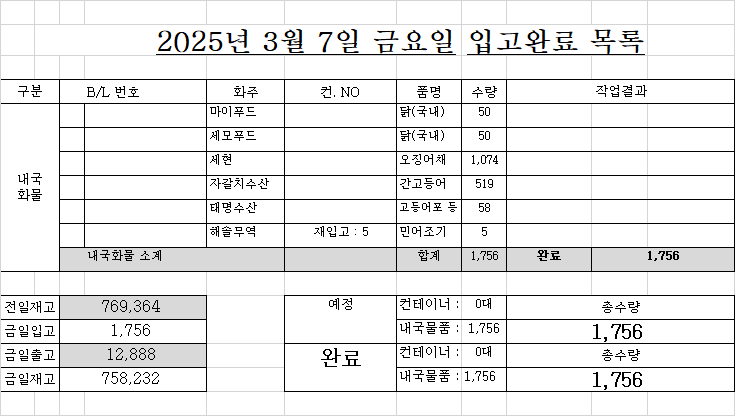 2025년 3월 7일 금요일 입고완료 목록
구분 B/L 번호 화주 컨. NO 품명 수량 작업결과
내국
화물
마이푸드 닭(국내) 50
세모푸드 닭(국내) 50
세현 오징어채 1,074
자갈치수산 간고등어 519
태명수산 고등어포 등 58
해솔무역 재입고 : 5 민어조기 5
내국화물 소계 합계 1,756 완료 1,756
전일재고 769,364 예정 컨테이너 : 0대 총수량
금일입고 1,756 내국물품 : 1,756 1,756
금일출고 12,888 완료 컨테이너 : 0대 총수량
금일재고 758,232 내국물품 : 1,756 1,756